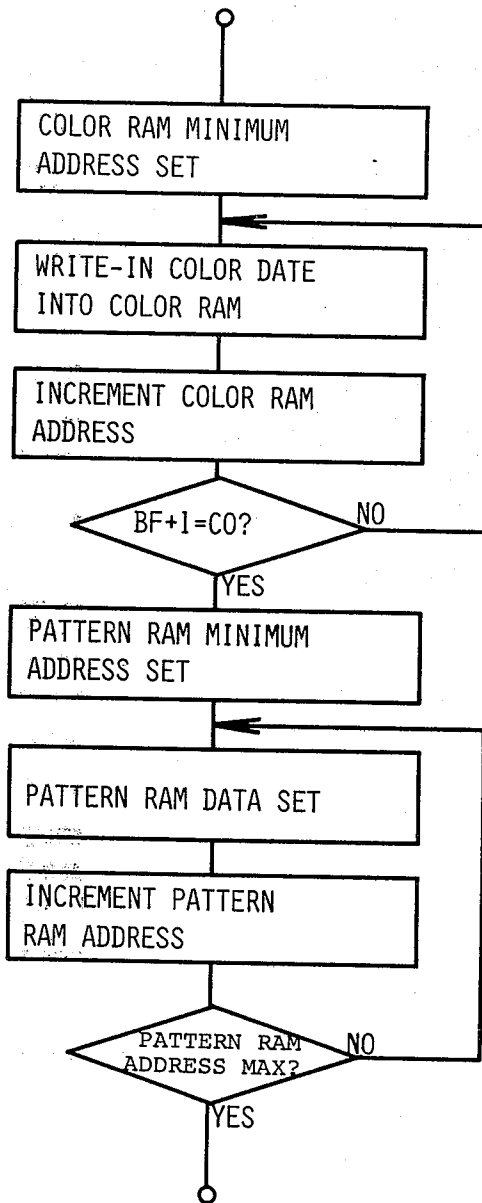 COLOR RAM MINIMUM
ADDRESS SET
WRITE-IN COLOR DATE
INTO COLOR RAM
INCREMENT COLOR RAM
ADDRESS
BF+1=CO?
NO
YES
PATTERN RAM MINIMUM
ADDRESS SET
PATTERN RAM DATA SET
INCREMENT PATTERN
RAM ADDRESS
PATTERN RAM
ADDRESS MAX?
NO
YES